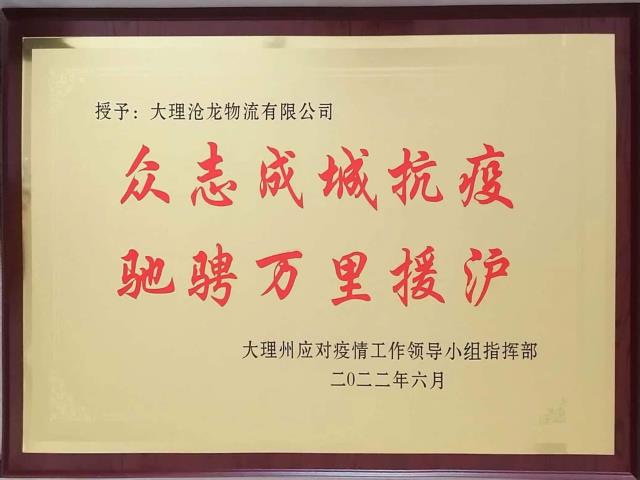 授予：大理沧龙物流有限公司
众志成城抗疫
驰骋万里援沪
大理州应对疫情工作领导小组指挥部
二〇二二年六月